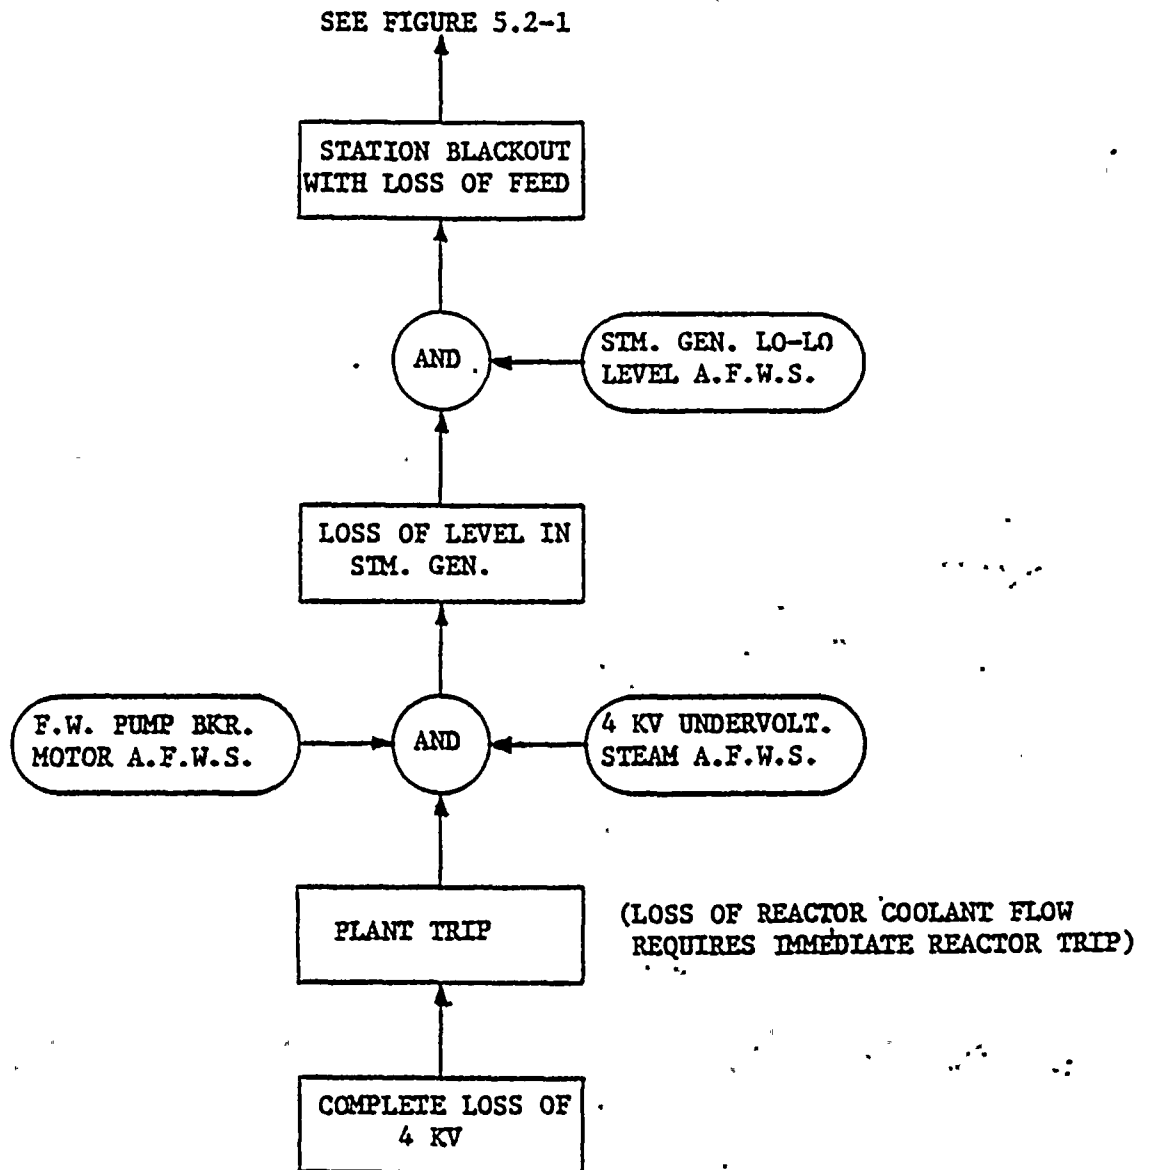 SEE FIGURE 5.2-1
STATION BLACKOUT
WITH LOSS OF FEED
AND
STM. GEN. LO-LO
LEVEL A.F.W.S.
LOSS OF LEVEL IN
STM. GEN.
F.W. PUMP BKR.
MOTOR A.F.W.S.
AND
4 KV UNDERVOLT.
STEAM A.F.W.S.
PLANT TRIP
(LOSS OF REACTOR COOLANT FLOW
REQUIRES IMMEDIATE REACTOR TRIP)
COMPLETE LOSS OF
4 KV